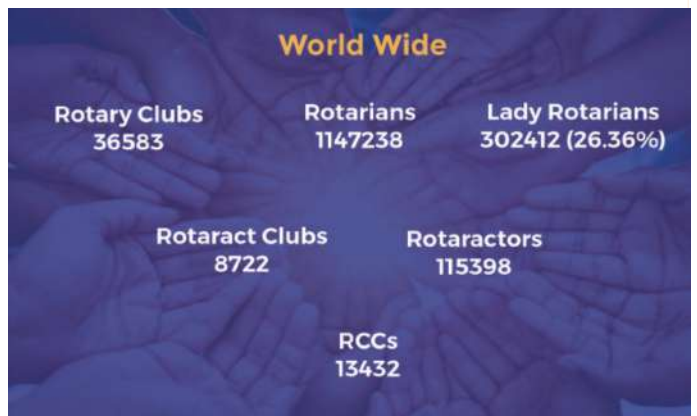 World Wide
Rotary Clubs
36583
Rotarians
1147238
Lady Rotarians
302412 (26.36%)
Rotaract Clubs
8722
Rotaractors
115398
RCCs
13432